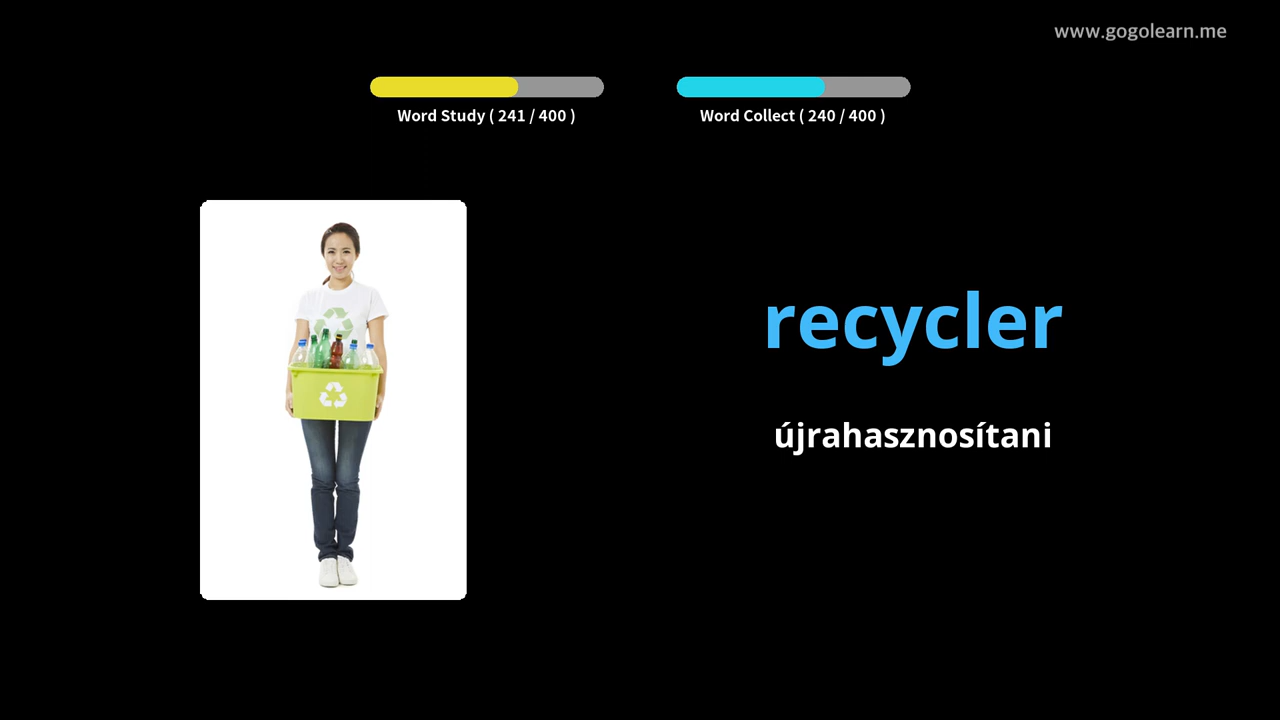 www.gogolearn.me
Word Study ( 241 / 400 )
Word Collect ( 240 / 400 )
recycler
újrahasznosítani